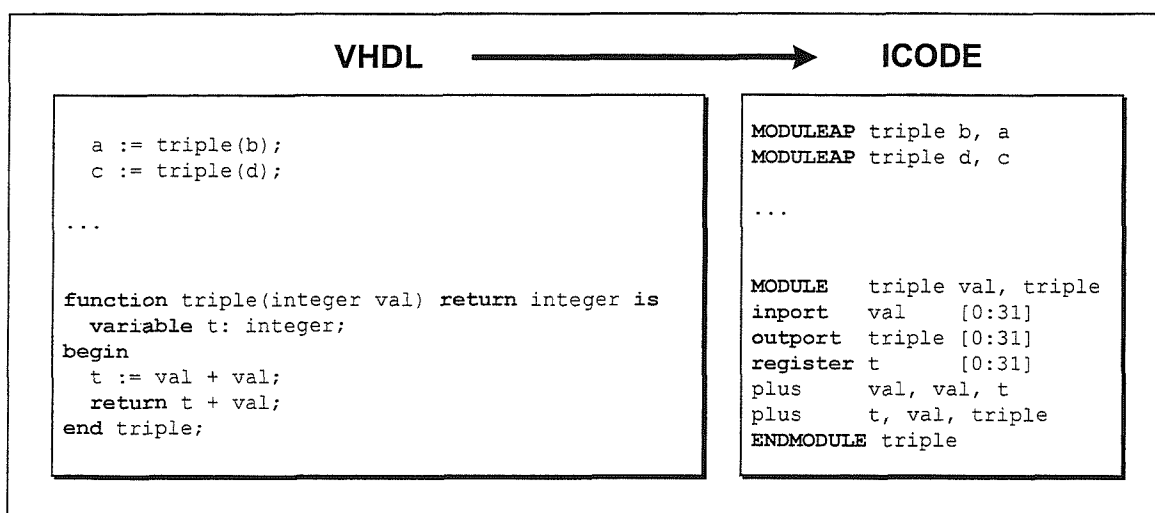 VHDL ICODE
a := triple(b);
c := triple(d);
...
function triple(integer val) return integer is
variable t: integer;
begin
t := val + val;
return t + val;
end triple;
MODULEAP triple b, a
MODULEAP triple d, c
...
MODULE triple val, triple
inport val [0:31]
outport triple [0:31]
register t [0:31]
plus val, val, t
plus t, val, triple
ENDMODULE triple